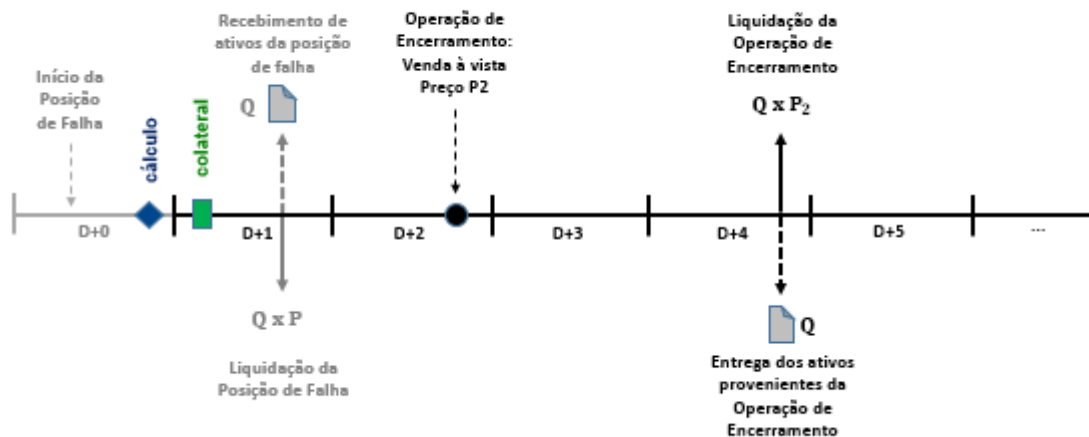 Recebimento de
ativos da posição
de falha
Q
Operação de
Encerramento:
Venda à vista
Preço P2
Liquidação da
Operação de
Encerramento
Q x P₂
Início da
Posição
de Falha
cálculo
colateral
D+0
D+1
D+2
D+3
D+4
D+5
...
Q x P
Liquidação da
Posição de Falha
Q
Entrega dos ativos
provenientes da
Operação de
Encerramento